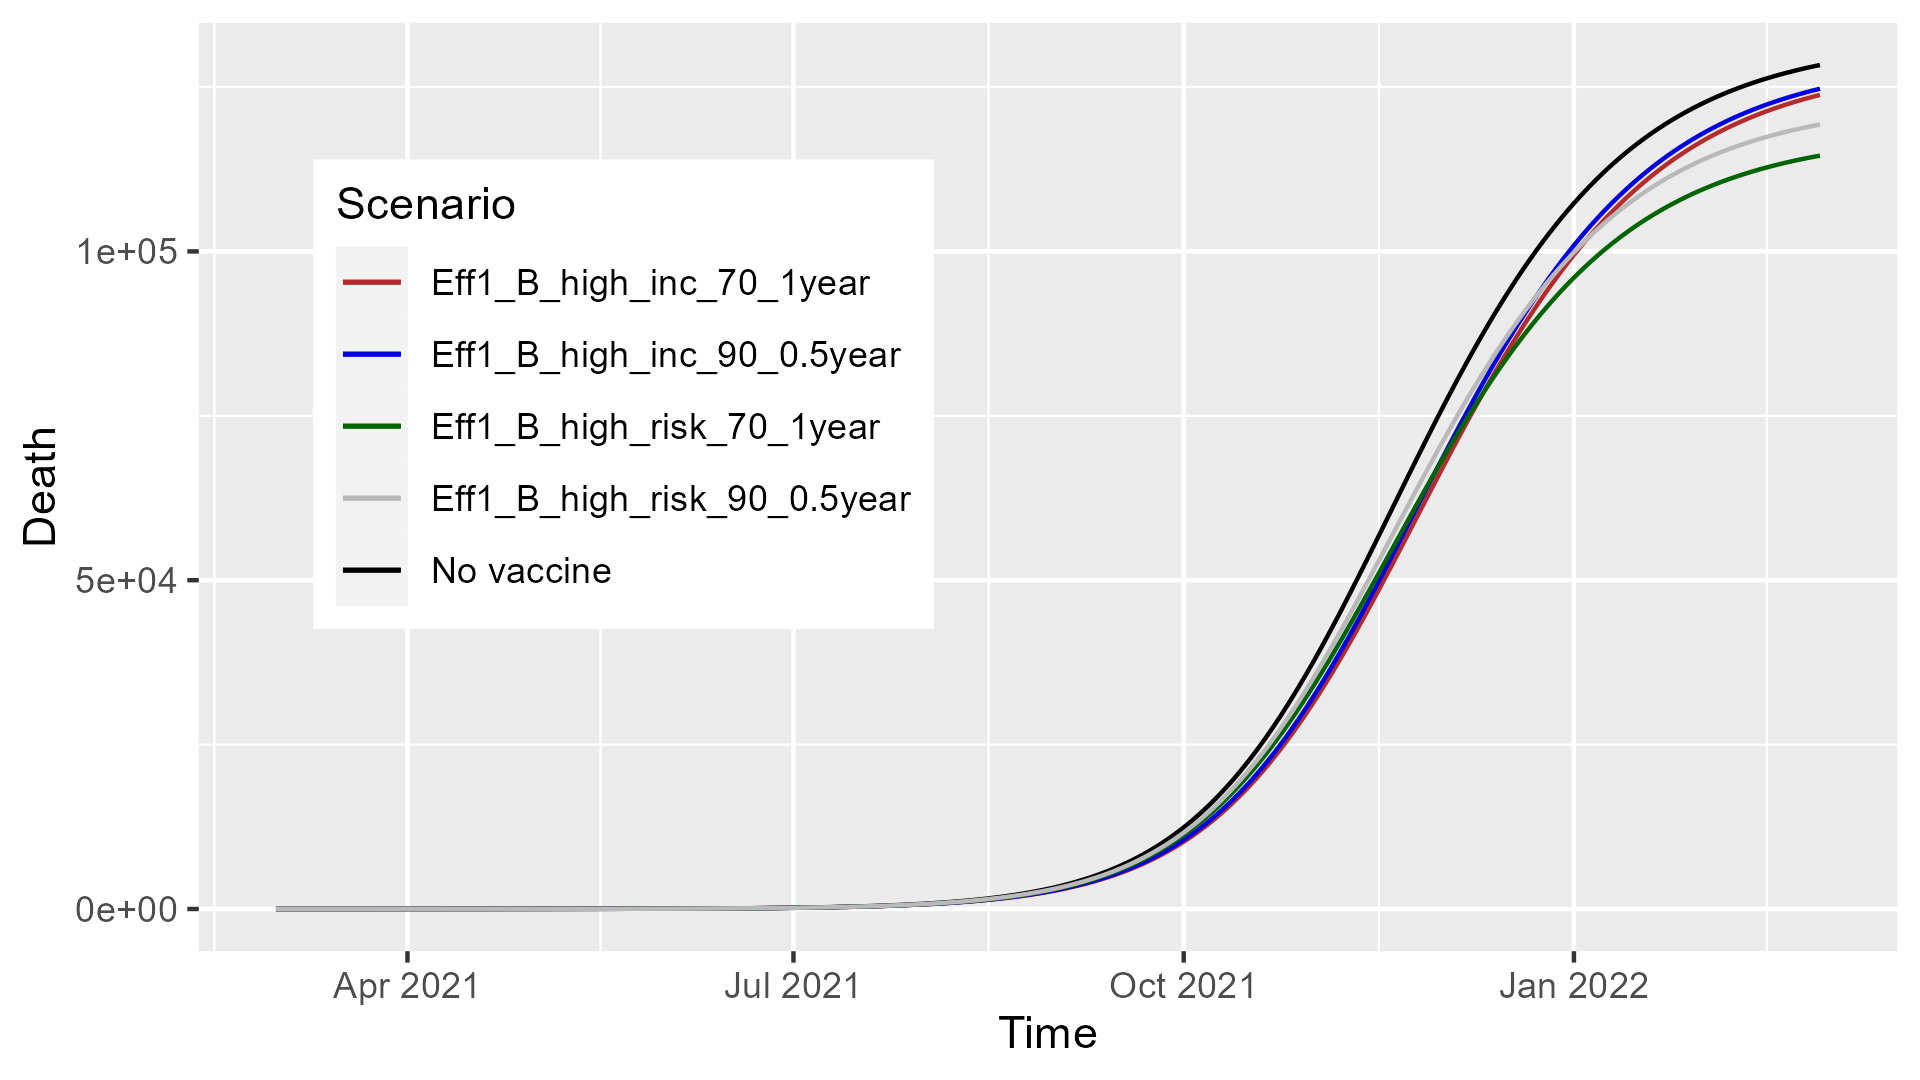 Scenario
Eff1_B_high_inc_70_1year
Eff1_B_high_inc_90_0.5year
Eff1_B_high_risk_70_1year
Eff1_B_high_risk_90_0.5year
No vaccine
Death
1e+05
5e+04
0e+00
Apr 2021
Jul 2021
Oct 2021
Jan 2022
Time